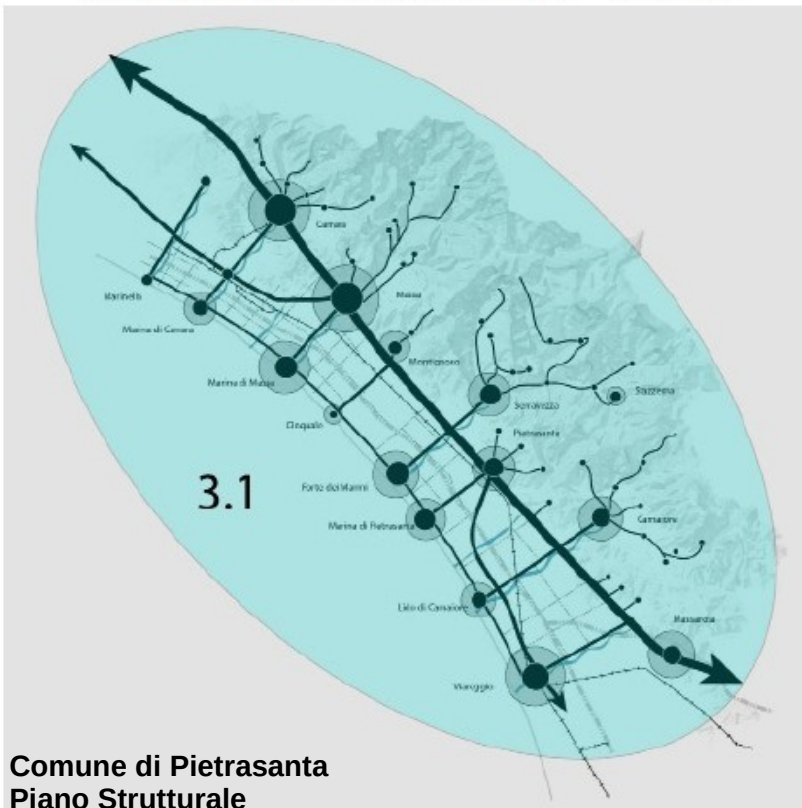 Carrara
Massa
Marinella
Marina di Carrara
Montignoso
Marina di Massa
Seravezza
Stazzema
Cinquale
Pietrasanta
3.1
Forte dei Marmi
Marina di Pietrasanta
Camaiore
Lido di Camaiore
Massarosa
Viareggio
Comune di Pietrasanta
Piano Strutturale